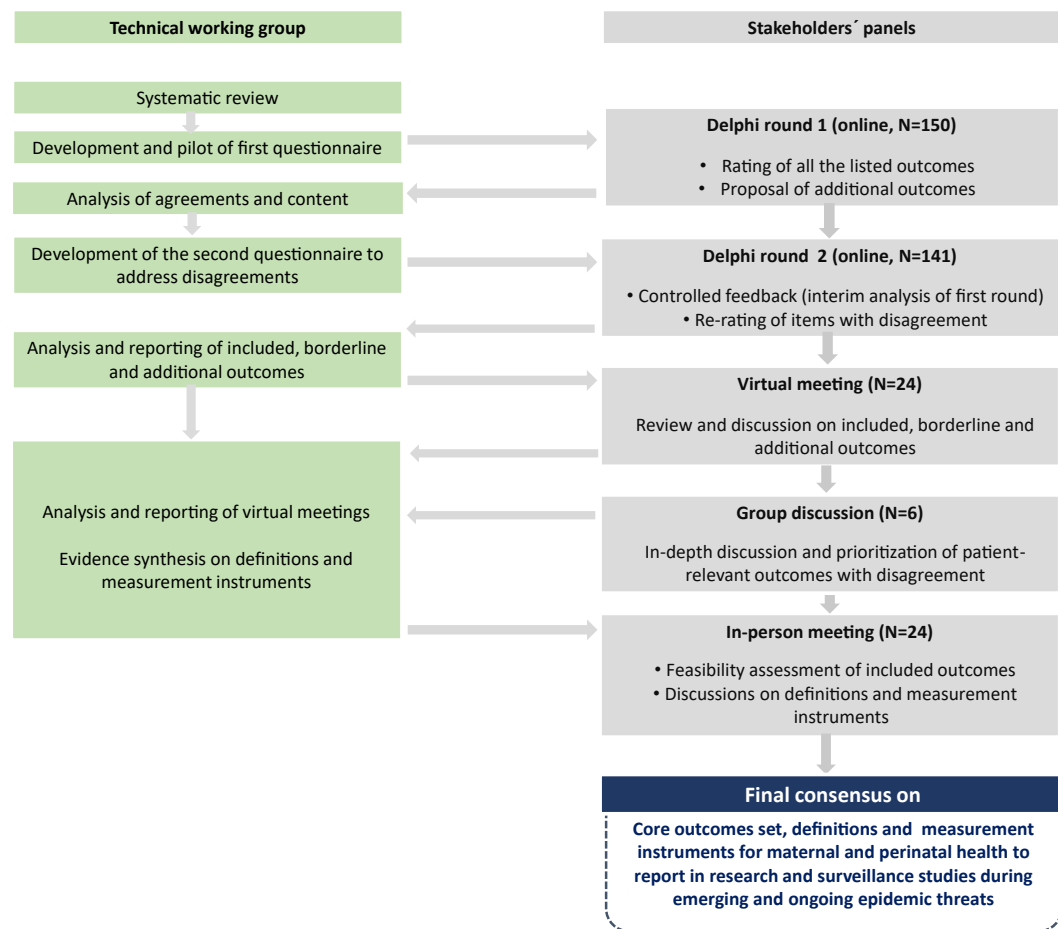 Technical working group
Systematic review
Development and pilot of first questionnaire
Analysis of agreements and content
Development of the second questionnaire to
address disagreements
Analysis and reporting of included, borderline
and additional outcomes
Analysis and reporting of virtual meetings
Evidence synthesis on definitions and
measurement instruments
Stakeholders´ panels
Delphi round 1 (online, N=150)
• Rating of all the listed outcomes
• Proposal of additional outcomes
Delphi round 2 (online, N=141)
• Controlled feedback (interim analysis of first round)
• Re-rating of items with disagreement
Virtual meeting (N=24)
Review and discussion on included, borderline and
additional outcomes
Group discussion (N=6)
In-depth discussion and prioritization of patient-
relevant outcomes with disagreement
In-person meeting (N=24)
• Feasibility assessment of included outcomes
• Discussions on definitions and measurement
instruments
Final consensus on
Core outcomes set, definitions and measurement
instruments for maternal and perinatal health to
report in research and surveillance studies during
emerging and ongoing epidemic threats